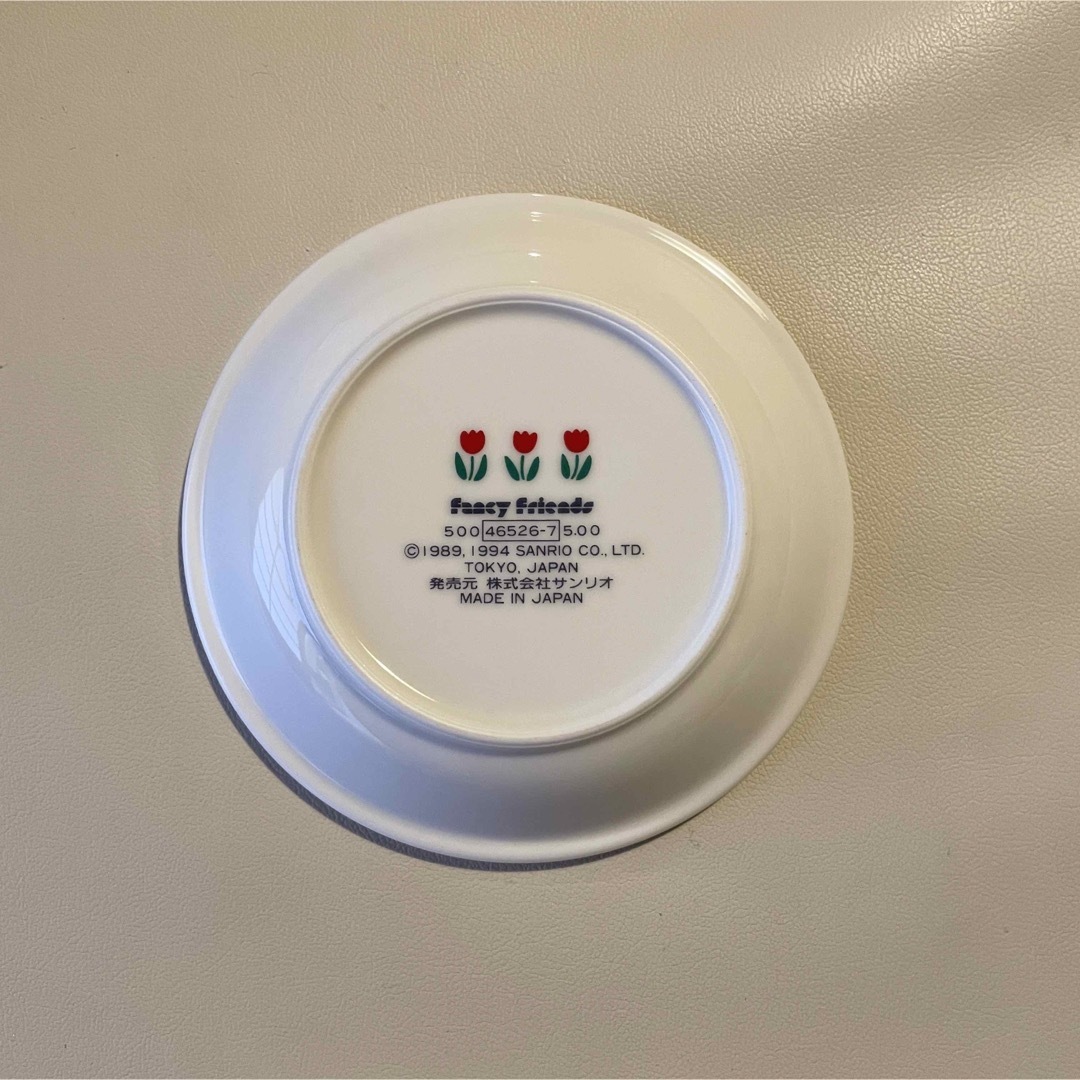 fancy friends
500 46526-7 5.00
©1989, 1994 SANRIO CO., LTD.
TOKYO, JAPAN
発売元 株式会社サンリオ
MADE IN JAPAN